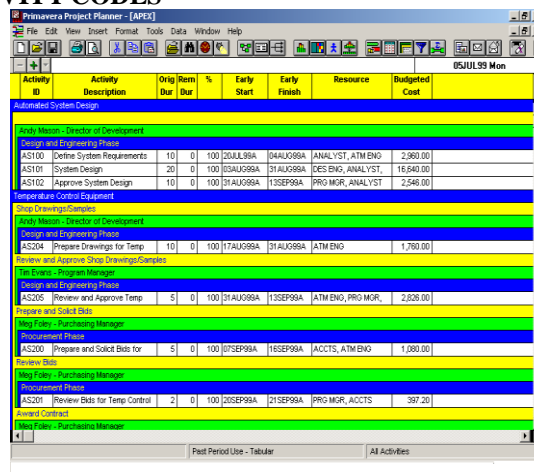 VITY CODES
Primavera Project Planner - [APEX]
File Edit View Insert Format Tools Data Window Help
05JUL99 Mon
Activity Activity Orig Rem % Early Early Resource Budgeted
ID Description Dur Dur Start Finish Cost
Automated System Design
Andy Mason - Director of Development
Design and Engineering Phase
AS100 Define System Requirements 10 0 100 20JUL99A 04AUG99A ANALYST, ATM ENG 2,960.00
AS101 System Design 20 0 100 03AUG99A 31AUG99A DES ENG, ANALYST, 16,640.00
AS102 Approve System Design 10 0 100 31AUG99A 13SEP99A PRG MGR, ANALYST 2,546.00
Temperature Control Equipment
Shop Drawings/Samples
Andy Mason - Director of Development
Design and Engineering Phase
AS204 Prepare Drawings for Temp 10 0 100 17AUG99A 31AUG99A ATM ENG 1,760.00
Review and Approve Shop Drawings/Samples
Tim Evans - Program Manager
Design and Engineering Phase
AS205 Review and Approve Temp 5 0 100 31AUG99A 13SEP99A ATM ENG, PRG MGR, 2,826.00
Prepare and Solicit Bids
Meg Foley - Purchasing Manager
Procurement Phase
AS200 Prepare and Solicit Bids for 5 0 100 07SEP99A 16SEP99A ACCTS, ATM ENG 1,080.00
Review Bids
Meg Foley - Purchasing Manager
Procurement Phase
AS201 Review Bids for Temp Control 2 0 100 20SEP99A 21SEP99A PRG MGR, ACCTS 397.20
Award Contract
Meg Foley - Purchasing Manager
Past Period Use - Tabular All Activities